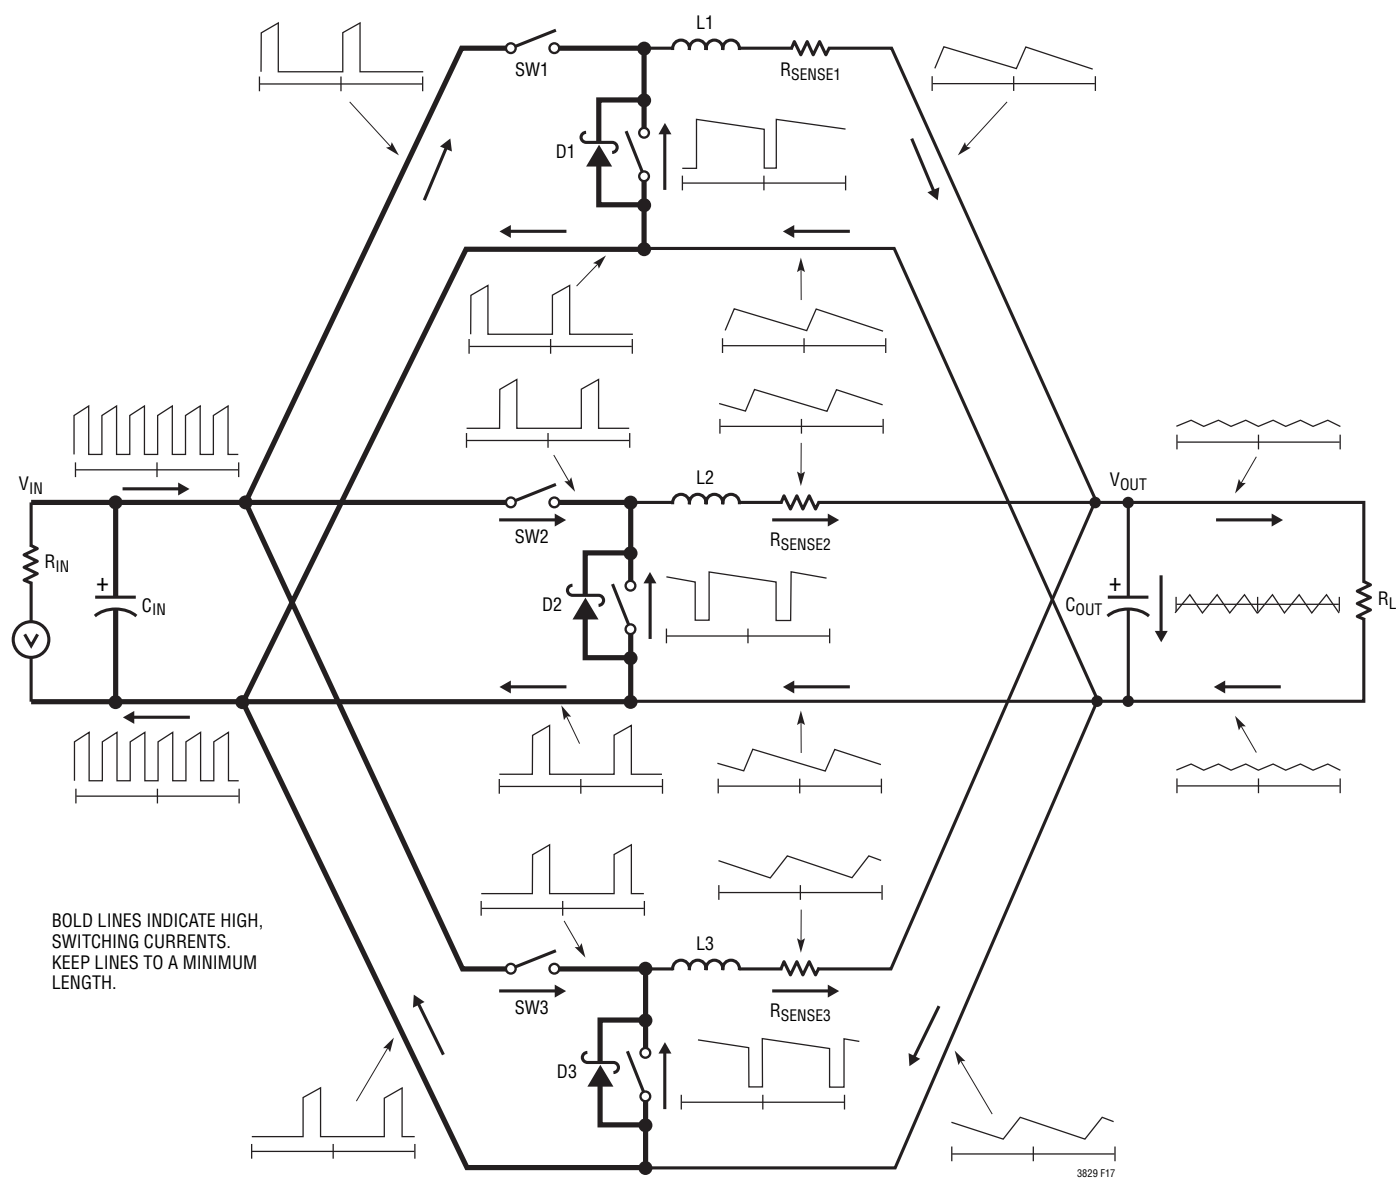 L1
SW1
RSENSE1
D1
VIN
L2
VOUT
SW2
RSENSE2
RIN
+
CIN
D2
+
COUT
RL
V
BOLD LINES INDICATE HIGH,
SWITCHING CURRENTS.
KEEP LINES TO A MINIMUM
LENGTH.
L3
SW3
RSENSE3
D3
3829 F17